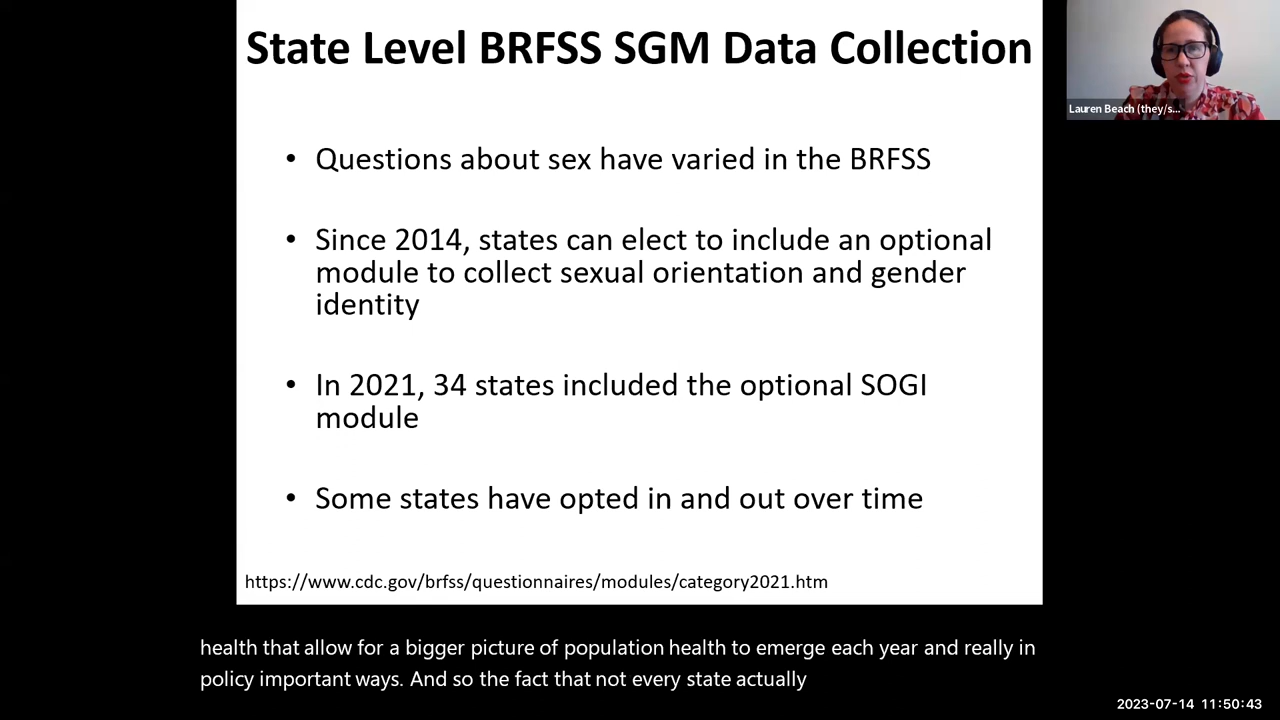 State Level BRFSS SGM Data Collection
Lauren Beach (they/s...
• Questions about sex have varied in the BRFSS
• Since 2014, states can elect to include an optional
module to collect sexual orientation and gender
identity
• In 2021, 34 states included the optional SOGI
module
• Some states have opted in and out over time
https://www.cdc.gov/brfss/questionnaires/modules/category2021.htm
health that allow for a bigger picture of population health to emerge each year and really in
policy important ways. And so the fact that not every state actually
2023-07-14 11:50:43